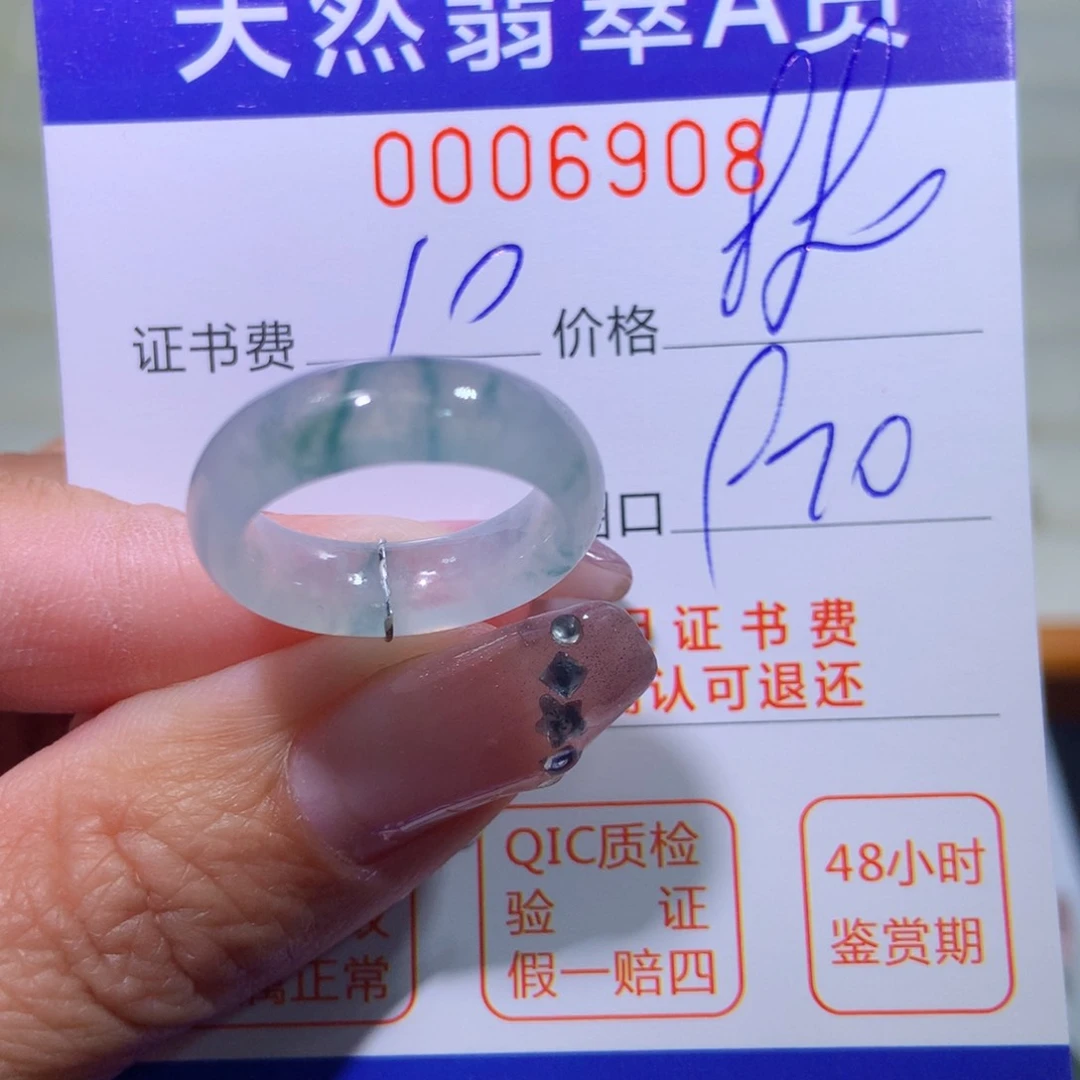 天然翡翠A货
0006908
证书费 10 价格
口
证书费
认可退还
QIC质检
验 证
假一赔四
48小时
鉴赏期
正常